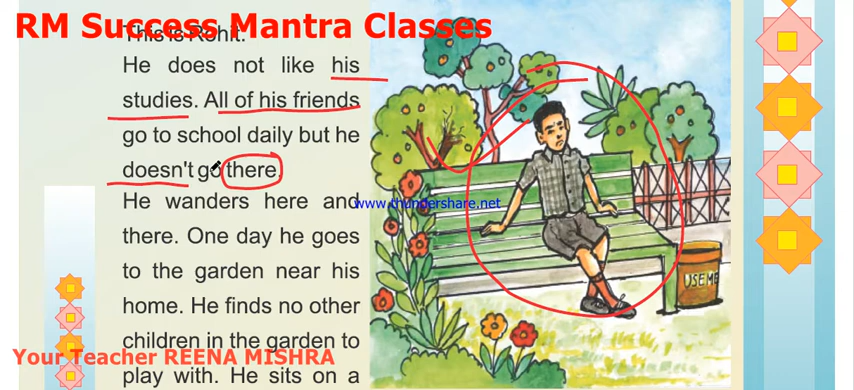 RM Success Mantra Classes
This is Rohit.
He does not like his
studies. All of his friends
go to school daily but he
doesn't go there.
He wanders here and
there. One day he goes
to the garden near his
home. He finds no other
children in the garden to
play with. He sits on a
www.thundershare.net
USE ME
Your Teacher REENA MISHRA